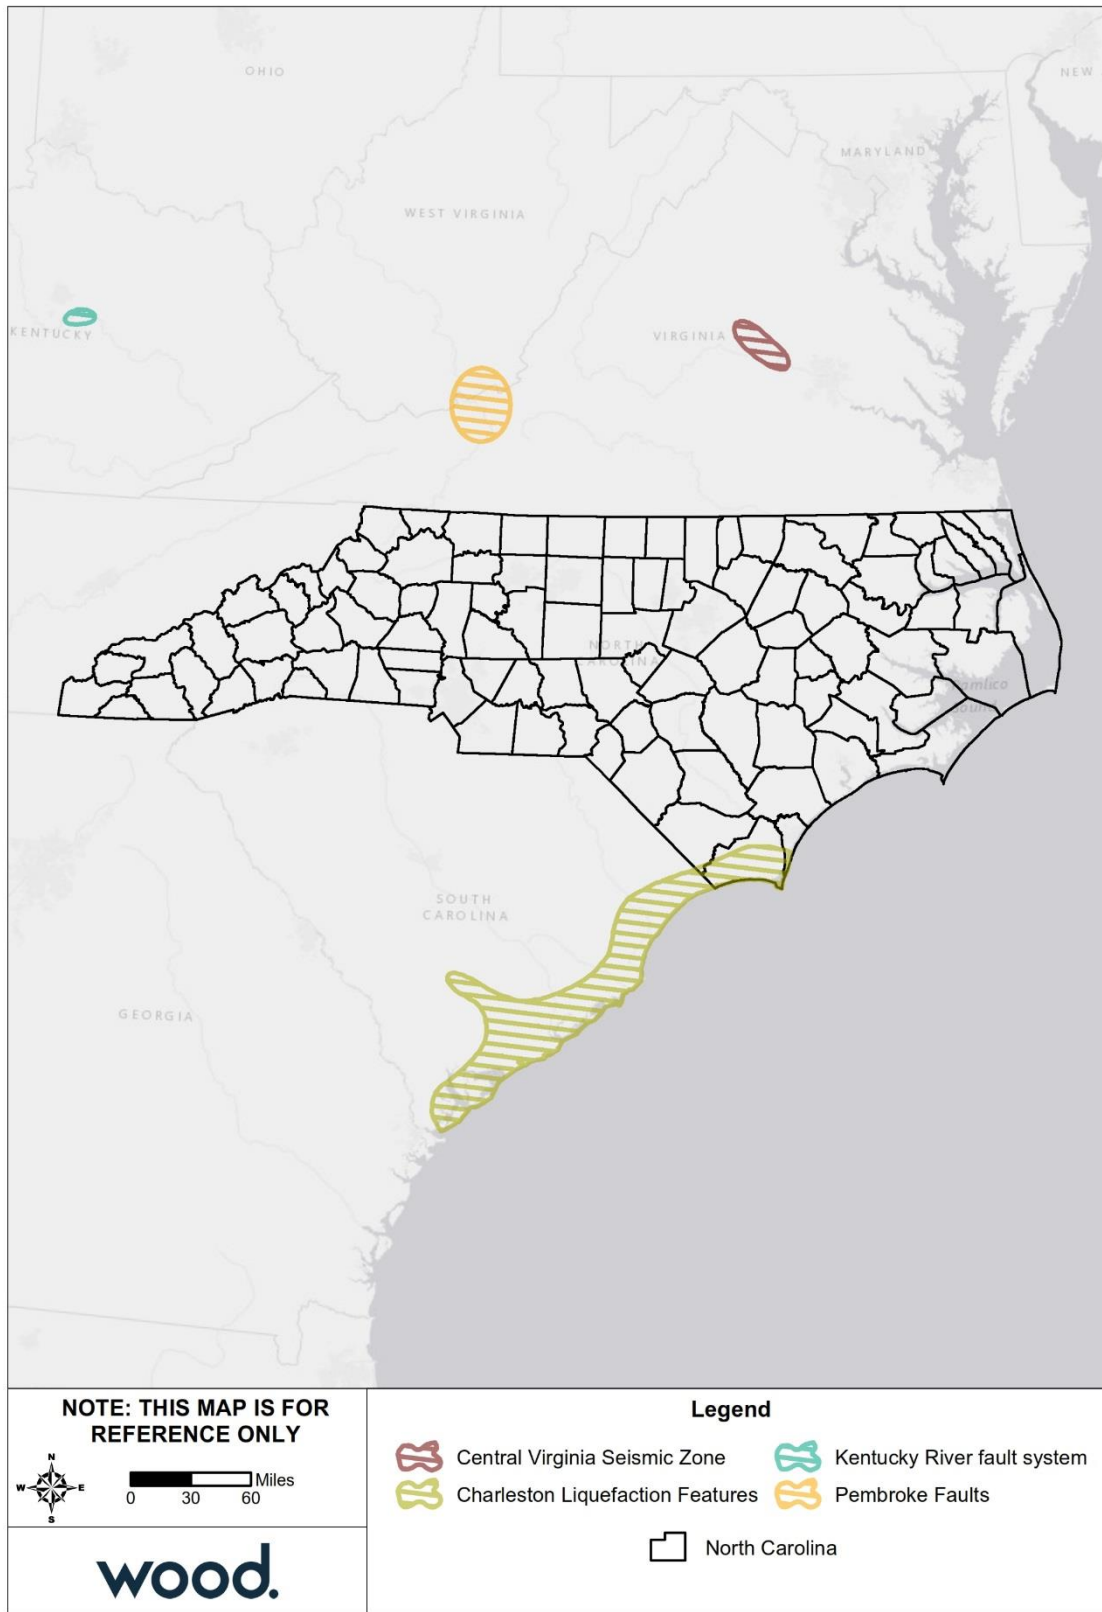 OHIO
NEW
MARYLAND
WEST VIRGINIA
KENTUCKY
VIRGINIA
NORTH
CAROLINA
Pamlico
Sound
SOUTH
CAROLINA
GEORGIA
NOTE: THIS MAP IS FOR
REFERENCE ONLY
N
W E
S
Miles
0 30 60
wood.
Legend
Central Virginia Seismic Zone
Kentucky River fault system
Charleston Liquefaction Features
Pembroke Faults
North Carolina